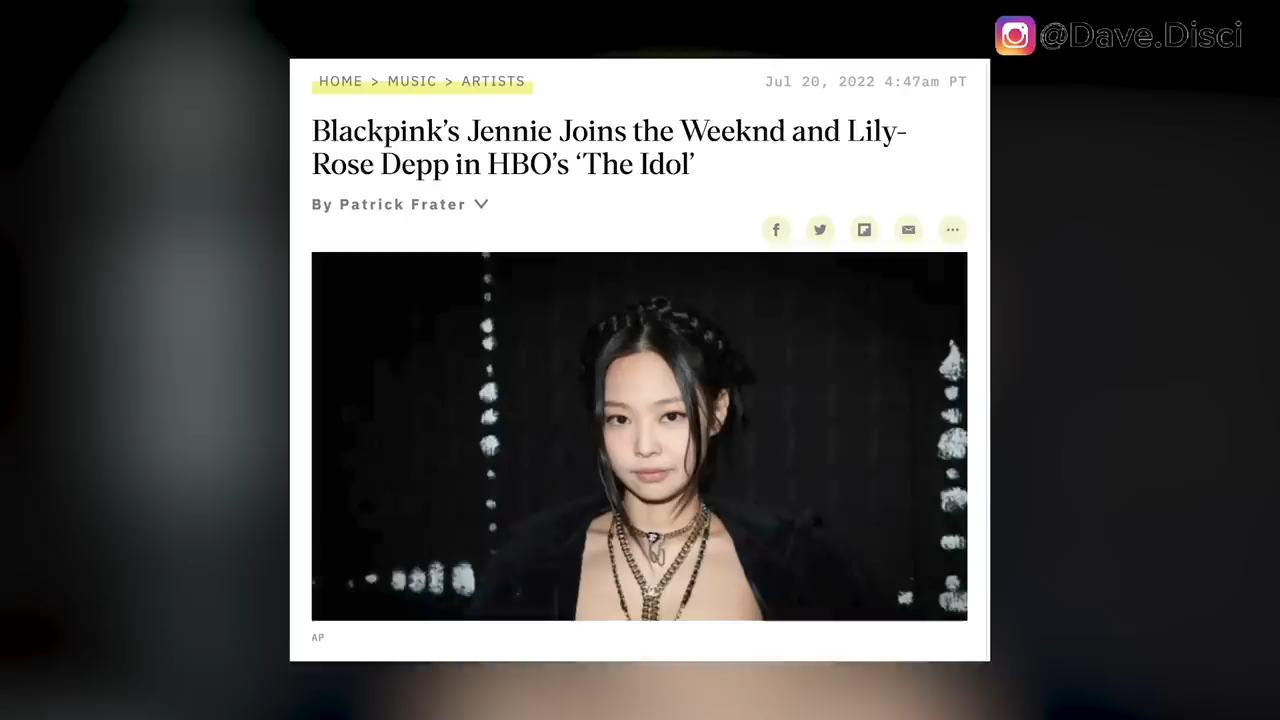 @Dave.Disci
HOME > MUSIC > ARTISTS
Jul 20, 2022 4:47am PT
Blackpink’s Jennie Joins the Weeknd and Lily-
Rose Depp in HBO’s ‘The Idol’
By Patrick Frater
AP